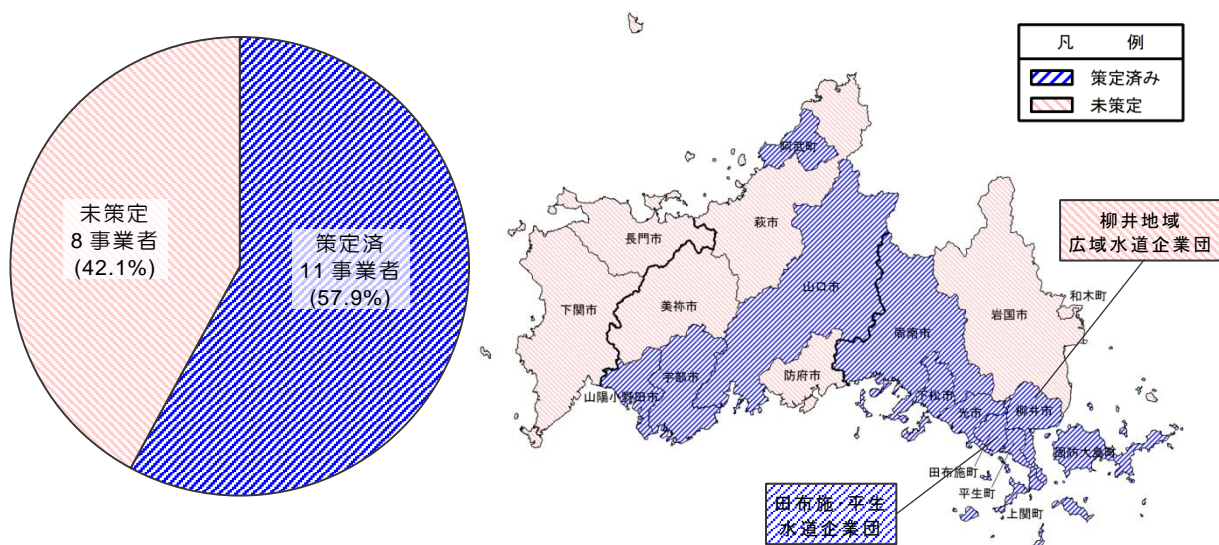 未策定
8 事業者
(42.1%)
策定済
11 事業者
(57.9%)
凡 例
策定済み
未策定
阿武町
萩市
長門市
下関市
美祢市
山口市
周南市
岩国市
和木町
柳井地域
広域水道企業団
防府市
宇部市
山陽小野田市
下松市
光市
柳井市
周防大島町
田布施町
平生町
上関町
田布施・平生
水道企業団